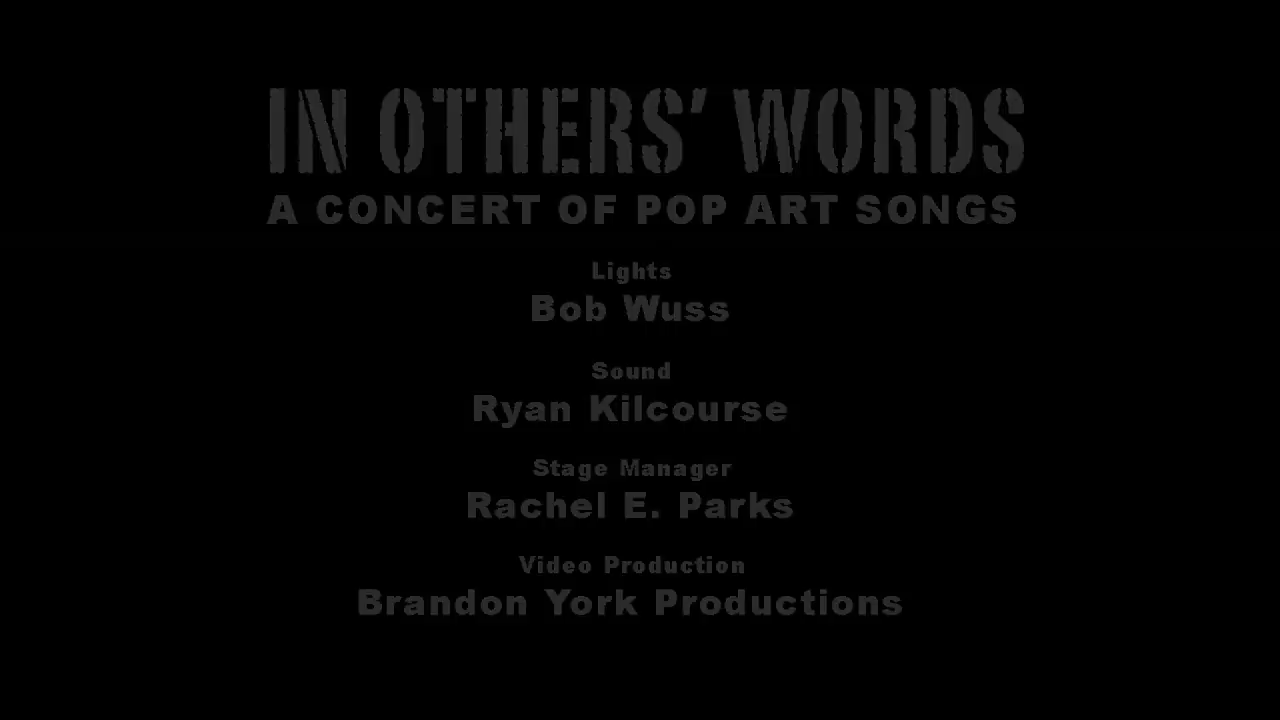 IN OTHERS’ WORDS
A CONCERT OF POP ART SONGS
Lights
Bob Wuss
Sound
Ryan Kilcourse
Stage Manager
Rachel E. Parks
Video Production
Brandon York Productions